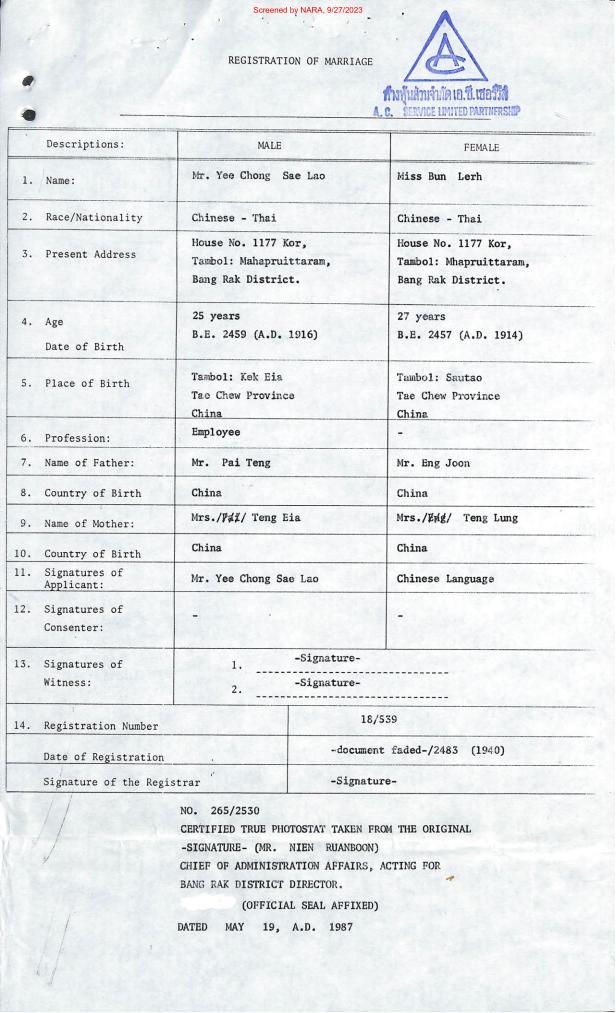 Screened by NARA, 9/27/2023
REGISTRATION OF MARRIAGE
AC
ห้างหุ้นส่วนจำกัด เอ.ซี.เซอร์วิส
A.C. SERVICE LIMITED PARTNERSHIP
Descriptions: MALE FEMALE
1. Name: Mr. Yee Chong Sae Lao Miss Bun Lerh
2. Race/Nationality Chinese - Thai Chinese - Thai
3. Present Address House No. 1177 Kor, House No. 1177 Kor,
Tambol: Mahapruittaram, Tambol: Mhapruittaram,
Bang Rak District. Bang Rak District.
4. Age 25 years 27 years
Date of Birth B.E. 2459 (A.D. 1916) B.E. 2457 (A.D. 1914)
5. Place of Birth Tambol: Kek Eia Tambol: Sautao
Tae Chew Province Tae Chew Province
China China
6. Profession: Employee -
7. Name of Father: Mr. Pai Teng Mr. Eng Joon
8. Country of Birth China China
9. Name of Mother: Mrs./ / Teng Eia Mrs./ / Teng Lung
10. Country of Birth China China
11. Signatures of Applicant: Mr. Yee Chong Sae Lao Chinese Language
12. Signatures of Consenter: - -
13. Signatures of Witness: 1. -Signature-
2. -Signature-
14. Registration Number 18/539
Date of Registration -document faded-/2483 (1940)
Signature of the Registrar -Signature-
NO. 265/2530
CERTIFIED TRUE PHOTOSTAT TAKEN FROM THE ORIGINAL
-SIGNATURE- (MR. NIEN RUANBOON)
CHIEF OF ADMINISTRATION AFFAIRS, ACTING FOR
BANG RAK DISTRICT DIRECTOR.
(OFFICIAL SEAL AFFIXED)
DATED MAY 19, A.D. 1987